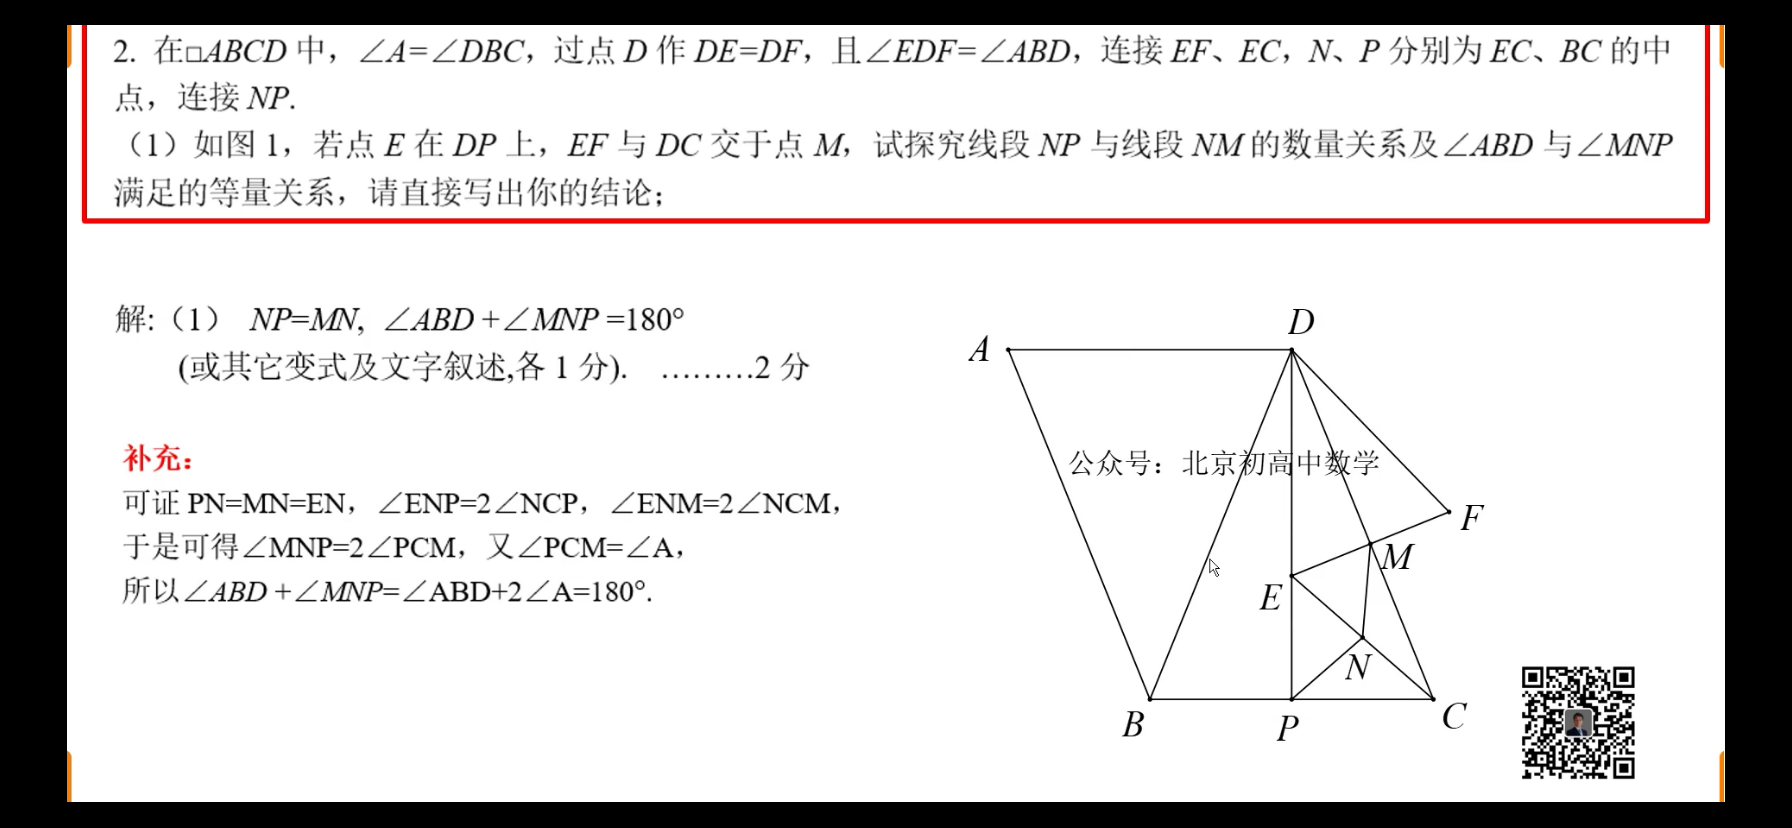 2. 在□ABCD 中，∠A=∠DBC，过点 D 作 DE=DF，且∠EDF=∠ABD，连接 EF、EC，N、P 分别为 EC、BC 的中
点，连接 NP.
（1）如图 1，若点 E 在 DP 上，EF 与 DC 交于点 M，试探究线段 NP 与线段 NM 的数量关系及∠ABD 与∠MNP
满足的等量关系，请直接写出你的结论；
解:（1） NP=MN, ∠ABD +∠MNP =180°
(或其它变式及文字叙述,各 1 分). ………2 分
补充：
可证 PN=MN=EN，∠ENP=2∠NCP，∠ENM=2∠NCM，
于是可得∠MNP=2∠PCM，又∠PCM=∠A，
所以∠ABD +∠MNP=∠ABD+2∠A=180°.
D
A
公众号：北京初高中数学
F
M
E
N
B
P
C